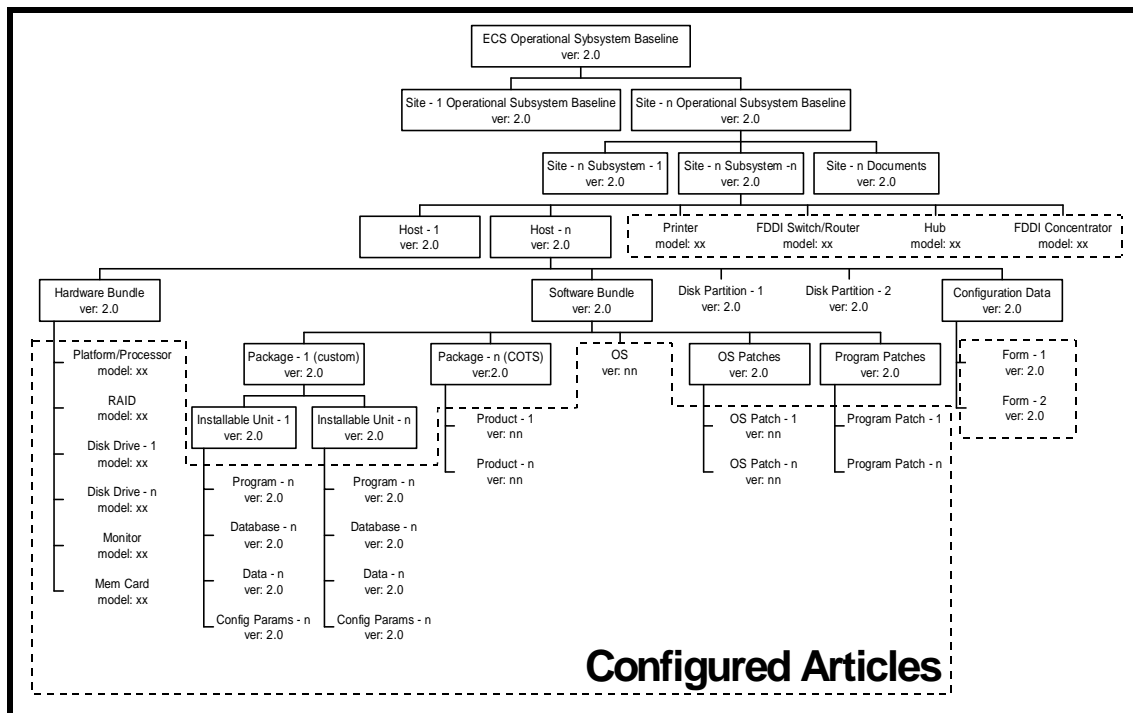 ECS Operational Sybsystem Baseline
ver: 2.0
Site - 1 Operational Subsystem Baseline
ver: 2.0
Site - n Operational Subsystem Baseline
ver: 2.0
Site - n Subsystem - 1
ver: 2.0
Site - n Subsystem -n
ver: 2.0
Site - n Documents
ver: 2.0
Host - 1
ver: 2.0
Host - n
ver: 2.0
Printer
model: xx
FDDI Switch/Router
model: xx
Hub
model: xx
FDDI Concentrator
model: xx
Hardware Bundle
ver: 2.0
Software Bundle
ver: 2.0
Disk Partition - 1
ver: 2.0
Disk Partition - 2
ver: 2.0
Configuration Data
ver: 2.0
Platform/Processor
model: xx
RAID
model: xx
Disk Drive - 1
model: xx
Disk Drive - n
model: xx
Monitor
model: xx
Mem Card
model: xx
Package - 1 (custom)
ver: 2.0
Package - n (COTS)
ver:2.0
OS
ver: nn
OS Patches
ver: 2.0
Program Patches
ver: 2.0
Form - 1
ver: 2.0
Form - 2
ver: 2.0
Installable Unit - 1
ver: 2.0
Installable Unit - n
ver: 2.0
Product - 1
ver: nn
Product - n
ver: nn
OS Patch - 1
ver: nn
OS Patch - n
ver: nn
Program Patch - 1
Program Patch - n
Program - n
ver: 2.0
Database - n
ver: 2.0
Data - n
ver: 2.0
Config Params - n
ver: 2.0
Program - n
ver: 2.0
Database - n
ver: 2.0
Data - n
ver: 2.0
Config Params - n
ver: 2.0
Configured Articles